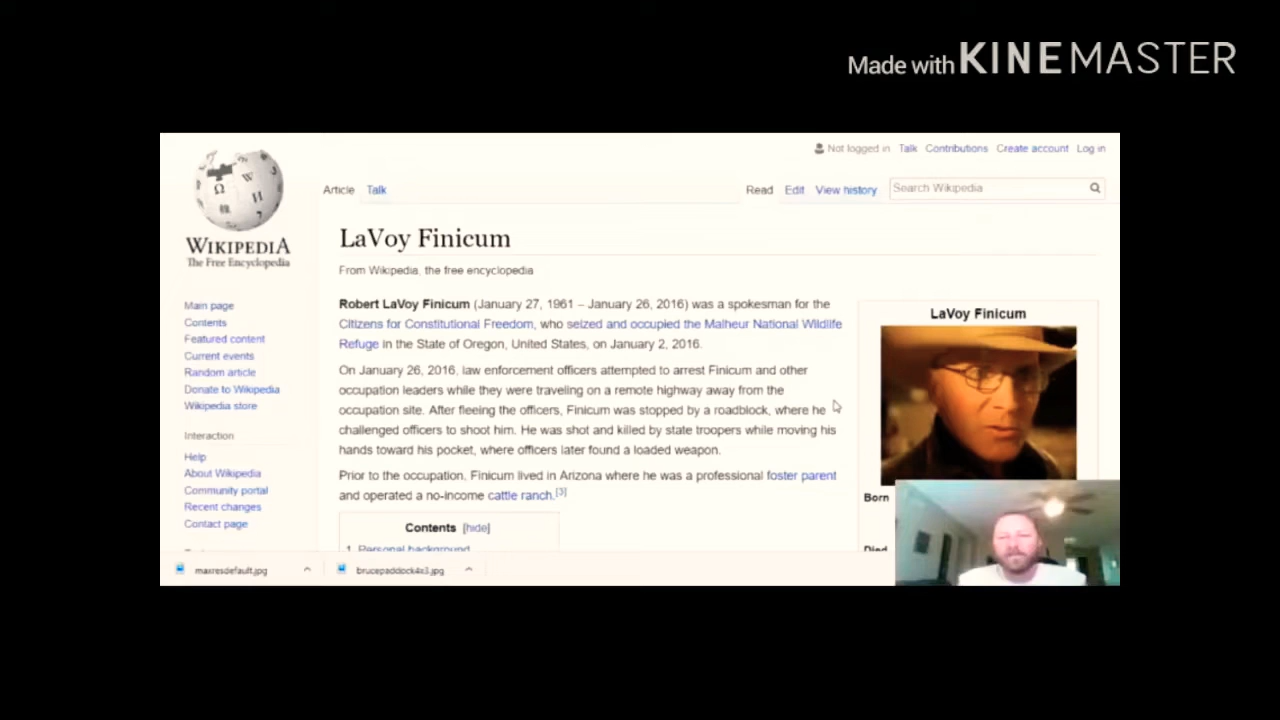 Made with KINEMASTER
Not logged in Talk Contributions Create account Log in
Article Talk Read Edit View history Search Wikipedia
WIKIPEDIA
The Free Encyclopedia
LaVoy Finicum
From Wikipedia, the free encyclopedia
Robert LaVoy Finicum (January 27, 1961 – January 26, 2016) was a spokesman for the
Citizens for Constitutional Freedom, who seized and occupied the Malheur National Wildlife
Refuge in the State of Oregon, United States, on January 2, 2016.
On January 26, 2016, law enforcement officers attempted to arrest Finicum and other
occupation leaders while they were traveling on a remote highway away from the
occupation site. After fleeing the officers, Finicum was stopped by a roadblock, where he
challenged officers to shoot him. He was shot and killed by state troopers while moving his
hands toward his pocket, where officers later found a loaded weapon.
Prior to the occupation, Finicum lived in Arizona where he was a professional foster parent
and operated a no-income cattle ranch.[3]
Contents [hide]
1 Personal background
LaVoy Finicum
Born
Died
Main page
Contents
Featured content
Current events
Random article
Donate to Wikipedia
Wikipedia store
Interaction
Help
About Wikipedia
Community portal
Recent changes
Contact page
maxresdefault.jpg
brucepaddock4x3.jpg